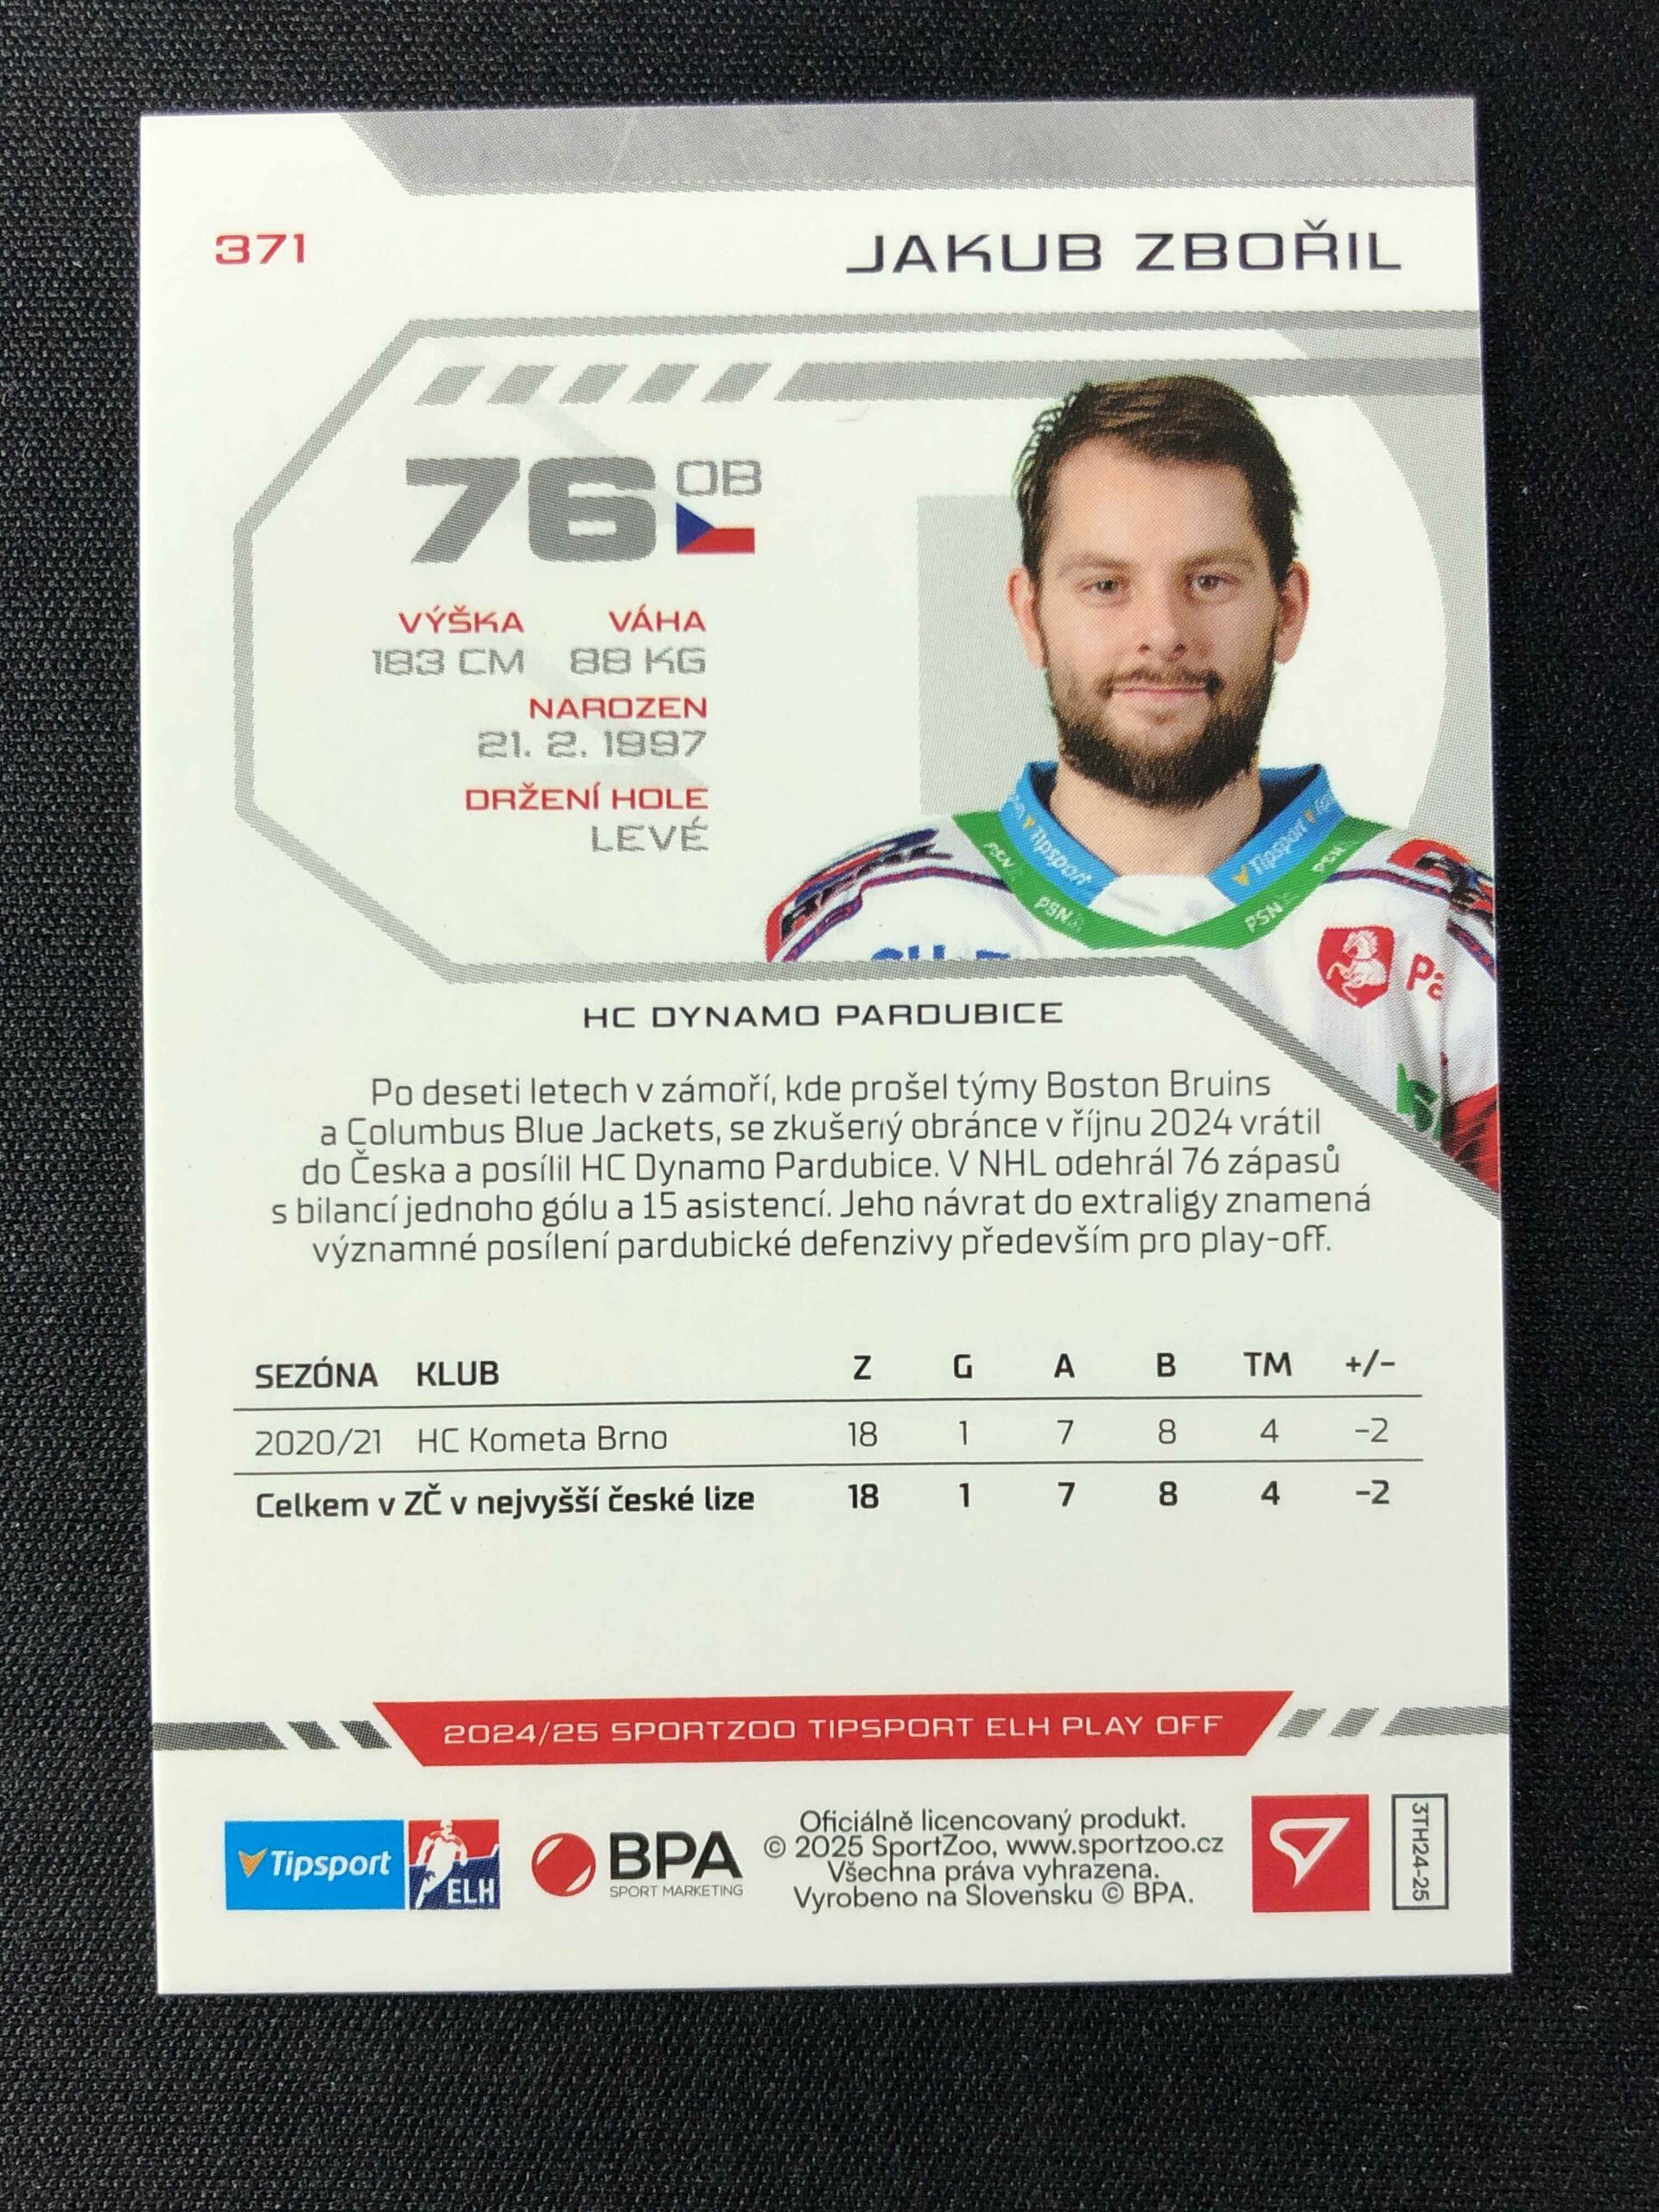 371
JAKUB ZBOŘIL
76 OB
VÝŠKA VÁHA
183 CM 88 KG
NAROZEN
21. 2. 1997
DRŽENÍ HOLE
LEVÉ
Tipsport Tipsport
PSN PSN
PSN PSN
HC DYNAMO PARDUBICE
Po deseti letech v zámoří, kde prošel týmy Boston Bruins
a Columbus Blue Jackets, se zkušený obránce v říjnu 2024 vrátil
do Česka a posílil HC Dynamo Pardubice. V NHL odehrál 76 zápasů
s bilancí jednoho gólu a 15 asistencí. Jeho návrat do extraligy znamená
významné posílení pardubické defenzivy především pro play-off.
SEZÓNA KLUB Z G A B TM +/-
2020/21 HC Kometa Brno 18 1 7 8 4 -2
Celkem v ZČ v nejvyšší české lize 18 1 7 8 4 -2
2024/25 SPORTZOO TIPSPORT ELH PLAY OFF
Tipsport ELH
BPA
SPORT MARKETING
Oficiálně licencovaný produkt.
© 2025 SportZoo, www.sportzoo.cz
Všechna práva vyhrazena.
Vyrobeno na Slovensku © BPA.
3TH24-25